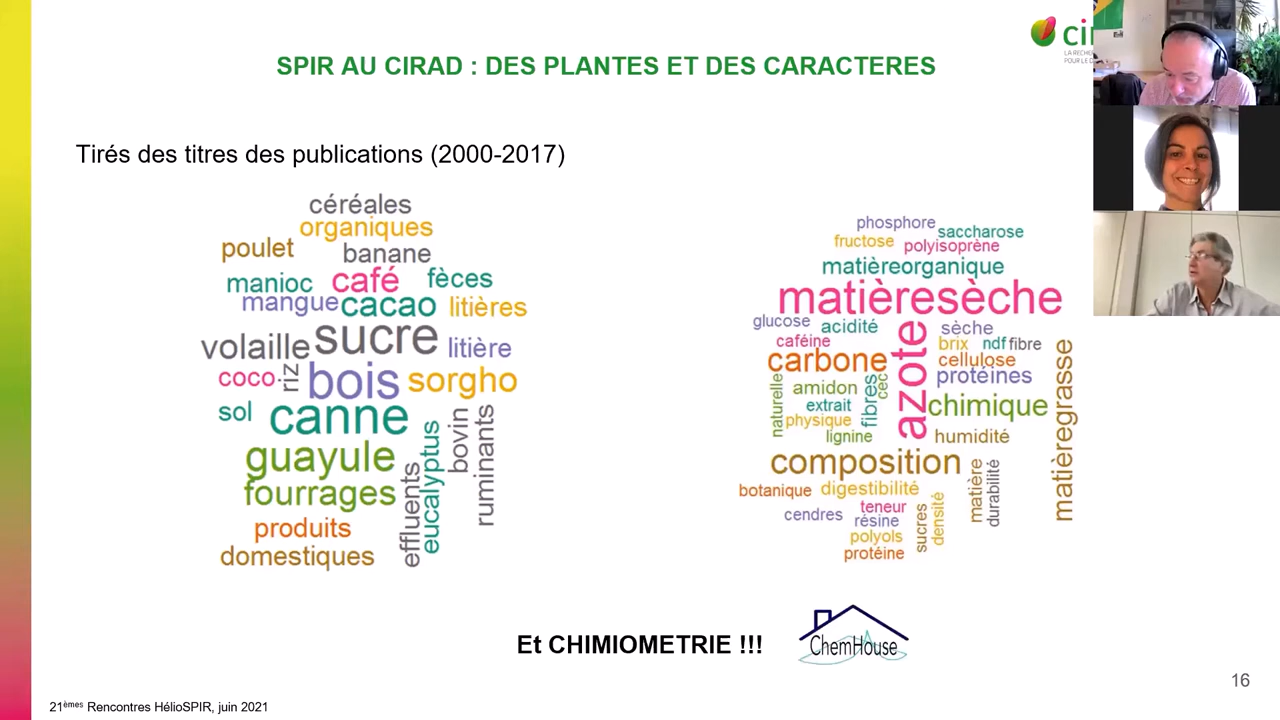 SPIR AU CIRAD : DES PLANTES ET DES CARACTERES
Tirés des titres des publications (2000-2017)
céréales
organiques
poulet
banane
manioc
café
fèces
mangue
cacao
litières
volaille
sucre
litière
coco
riz
bois
sorgho
sol
canne
guayule
fourrages
effluents
eucalyptus
bovin
ruminants
produits
domestiques
phosphore
saccharose
fructose
polyisoprène
matièreorganique
matièresèche
glucose
acidité
azote
sèche
caféine
brix
ndf
fibre
carbone
cellulose
protéines
naturelle
amidon
fibres
cec
extrait
chimique
physique
lignine
humidité
matièregrasse
composition
botanique
digestibilité
matière
durabilité
cendres
teneur
résine
sucres
densité
polyols
protéine
Et CHIMIOMETRIE !!!
ChemHouse
16
21èmes Rencontres HélioSPIR, juin 2021